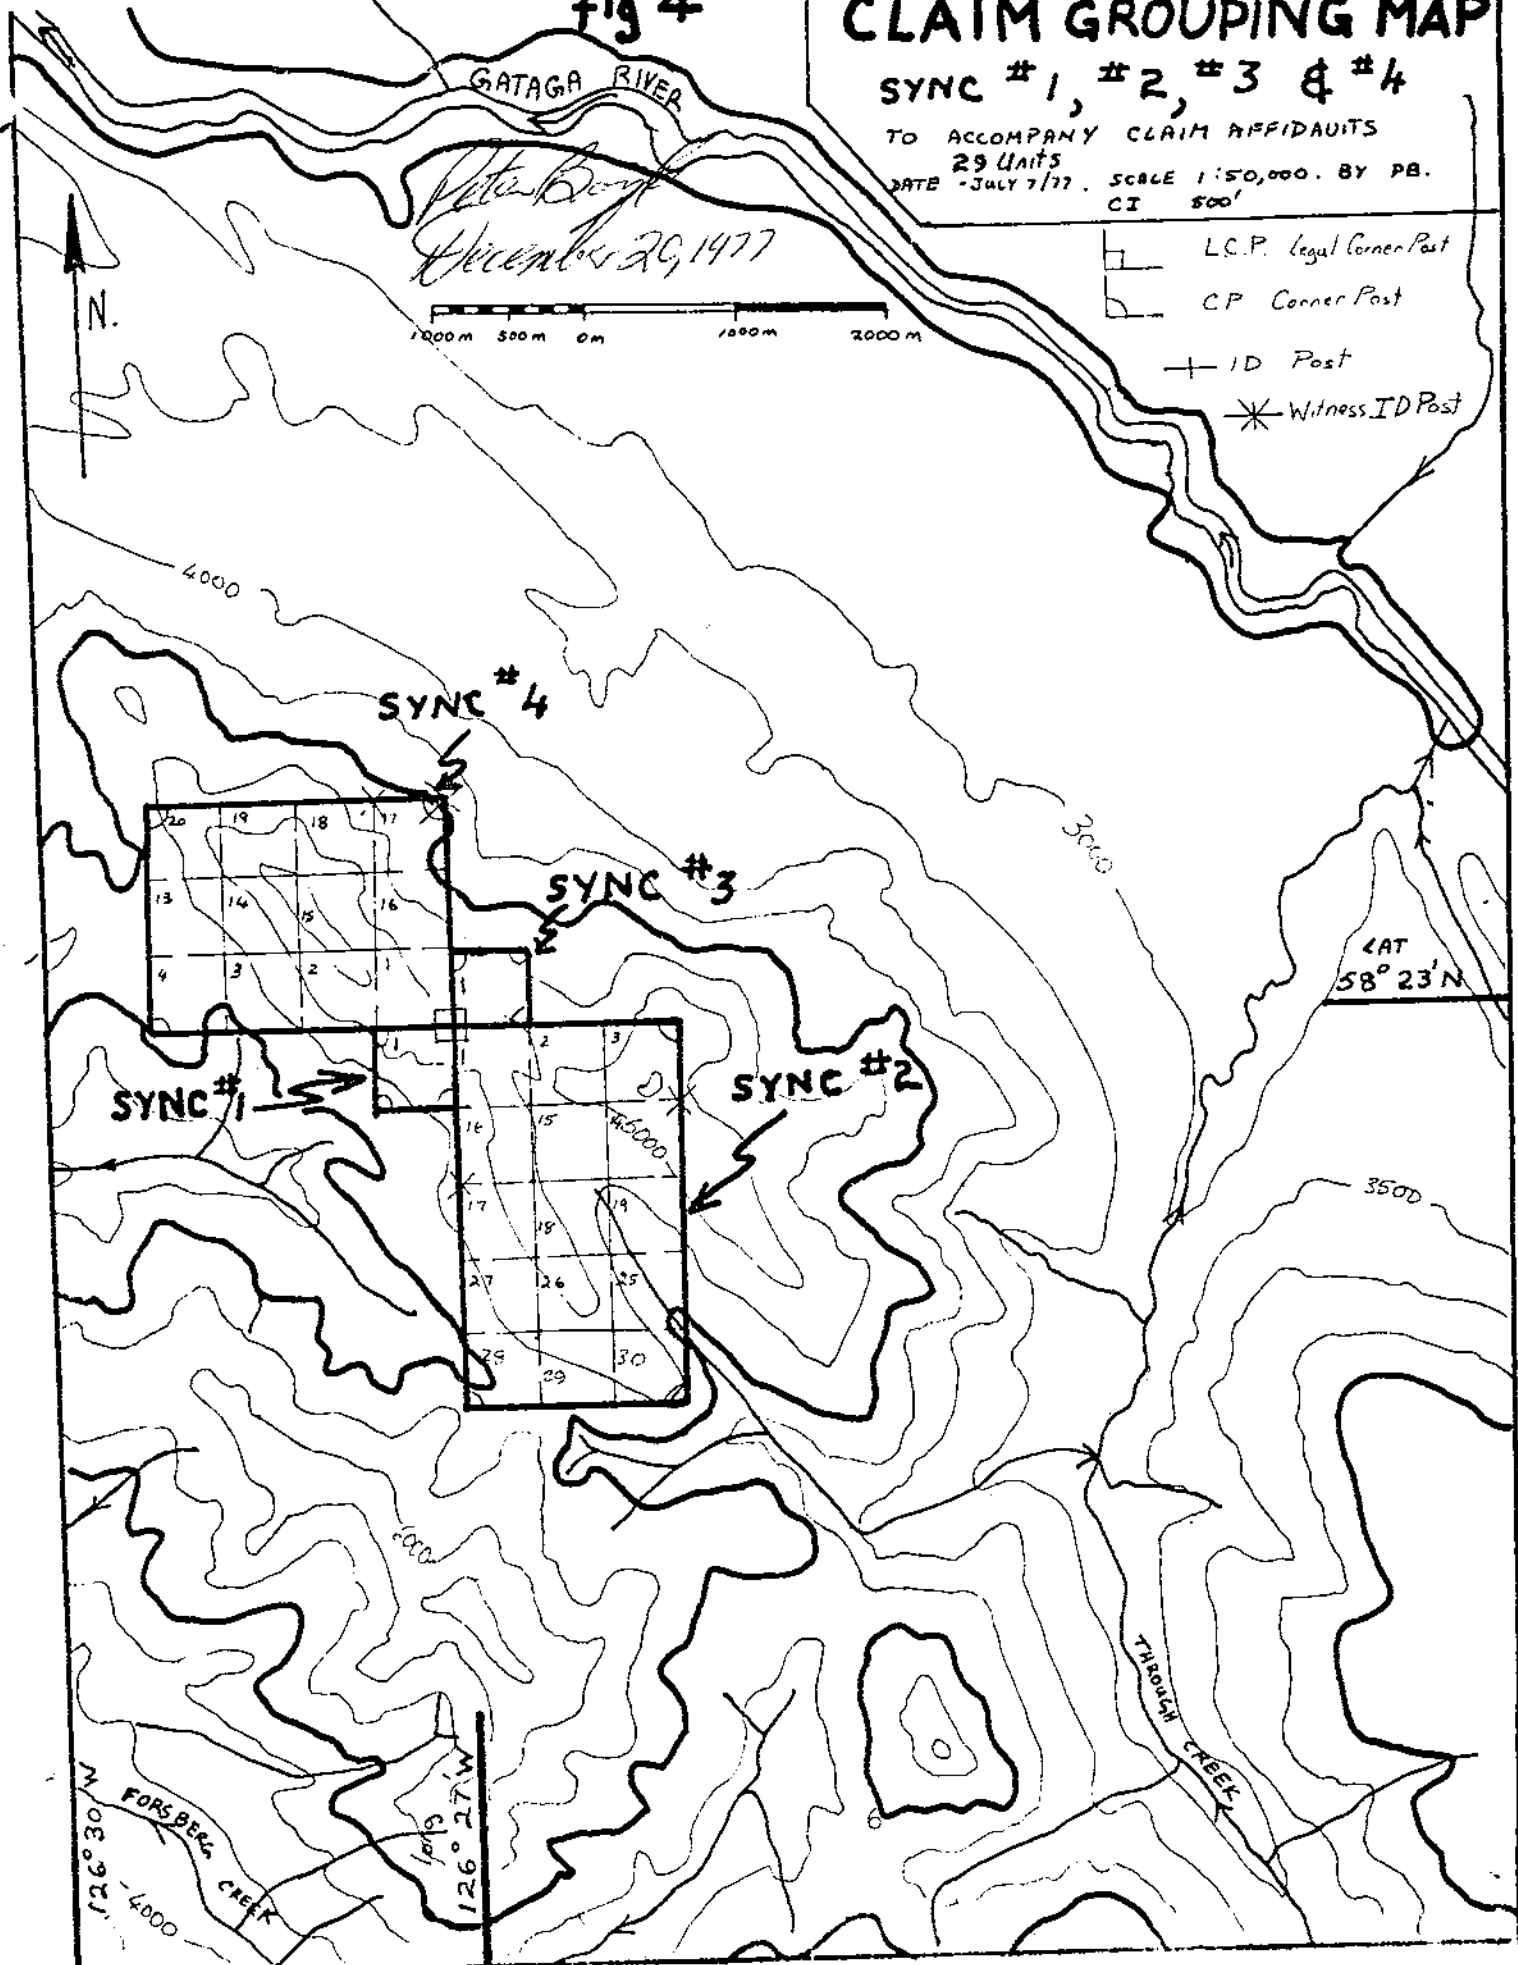 fig 4
CLAIM GROUPING MAP
SYNC #1, #2, #3 & #4
TO ACCOMPANY CLAIM AFFIDAVITS
29 Units
DATE - JULY 7/77. SCALE 1:50,000. BY PB.
CI 500'
GATAGA RIVER
December 20, 1977
L.C.P. Legal Corner Post
CP Corner Post
ID Post
Witness ID Post
N.
1000m 500m 0m 1000m 2000m
4000
SYNC #4
3000
20 19 18 17
SYNC #3
13 14 15 16
4 3 2 1
1
LAT
58° 23' N
1 2 3
SYNC #1
SYNC #2
16 15 6000
17 18 19
3500
27 26 25
28 29 30
THROUGH CREEK
126° 30' W
FORSBERG CREEK
long
126° 27' W
-4000
6